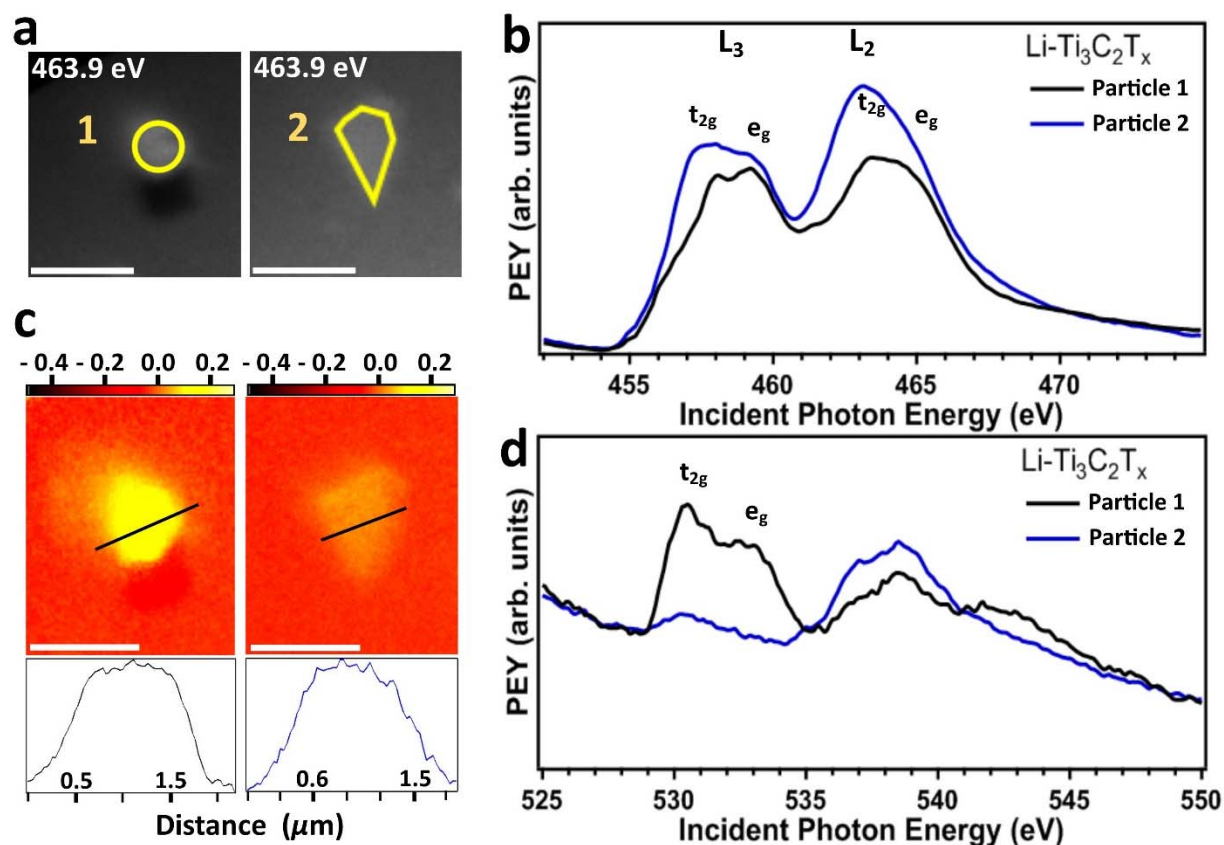 a
463.9 eV
1
463.9 eV
2
b
L₃
L₂
Li-Ti₃C₂Tₓ
Particle 1
Particle 2
t₂g
e_g
t₂g
e_g
PEY (arb. units)
455 460 465 470
Incident Photon Energy (eV)
c
- 0.4 - 0.2 0.0 0.2
- 0.4 - 0.2 0.0 0.2
0.5 1.5
0.6 1.5
Distance (μm)
d
t₂g
e_g
Li-Ti₃C₂Tₓ
Particle 1
Particle 2
PEY (arb. units)
525 530 535 540 545 550
Incident Photon Energy (eV)